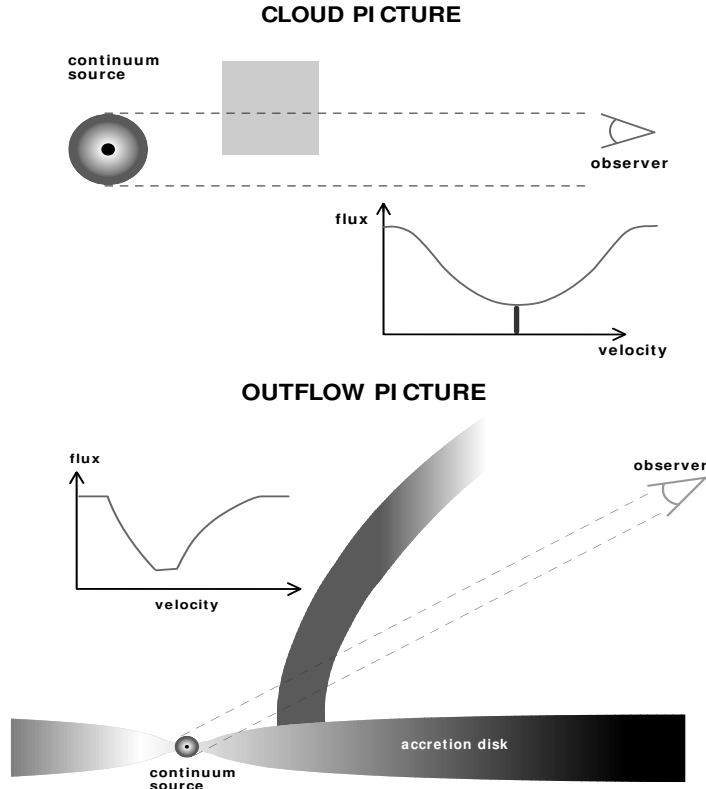 CLOUD PICTURE
continuum
source
observer
flux
velocity
OUTFLOW PICTURE
flux
observer
velocity
accretion disk
continuum
source